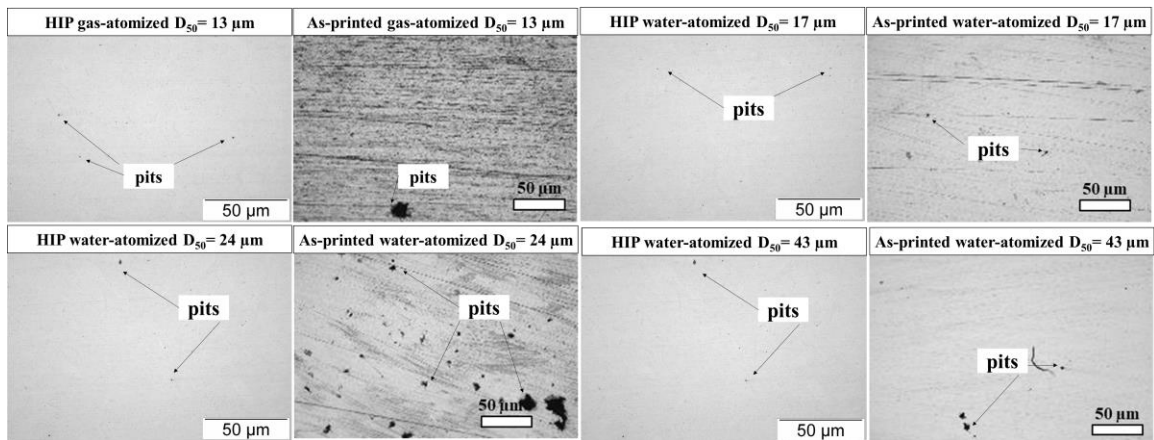 HIP gas-atomized D₅₀= 13 µm
As-printed gas-atomized D₅₀= 13 µm
HIP water-atomized D₅₀= 17 µm
As-printed water-atomized D₅₀= 17 µm
pits
pits
pits
pits
50 µm
50 µm
50 µm
50 µm
HIP water-atomized D₅₀= 24 µm
As-printed water-atomized D₅₀= 24 µm
HIP water-atomized D₅₀= 43 µm
As-printed water-atomized D₅₀= 43 µm
pits
pits
pits
pits
50 µm
50 µm
50 µm
50 µm